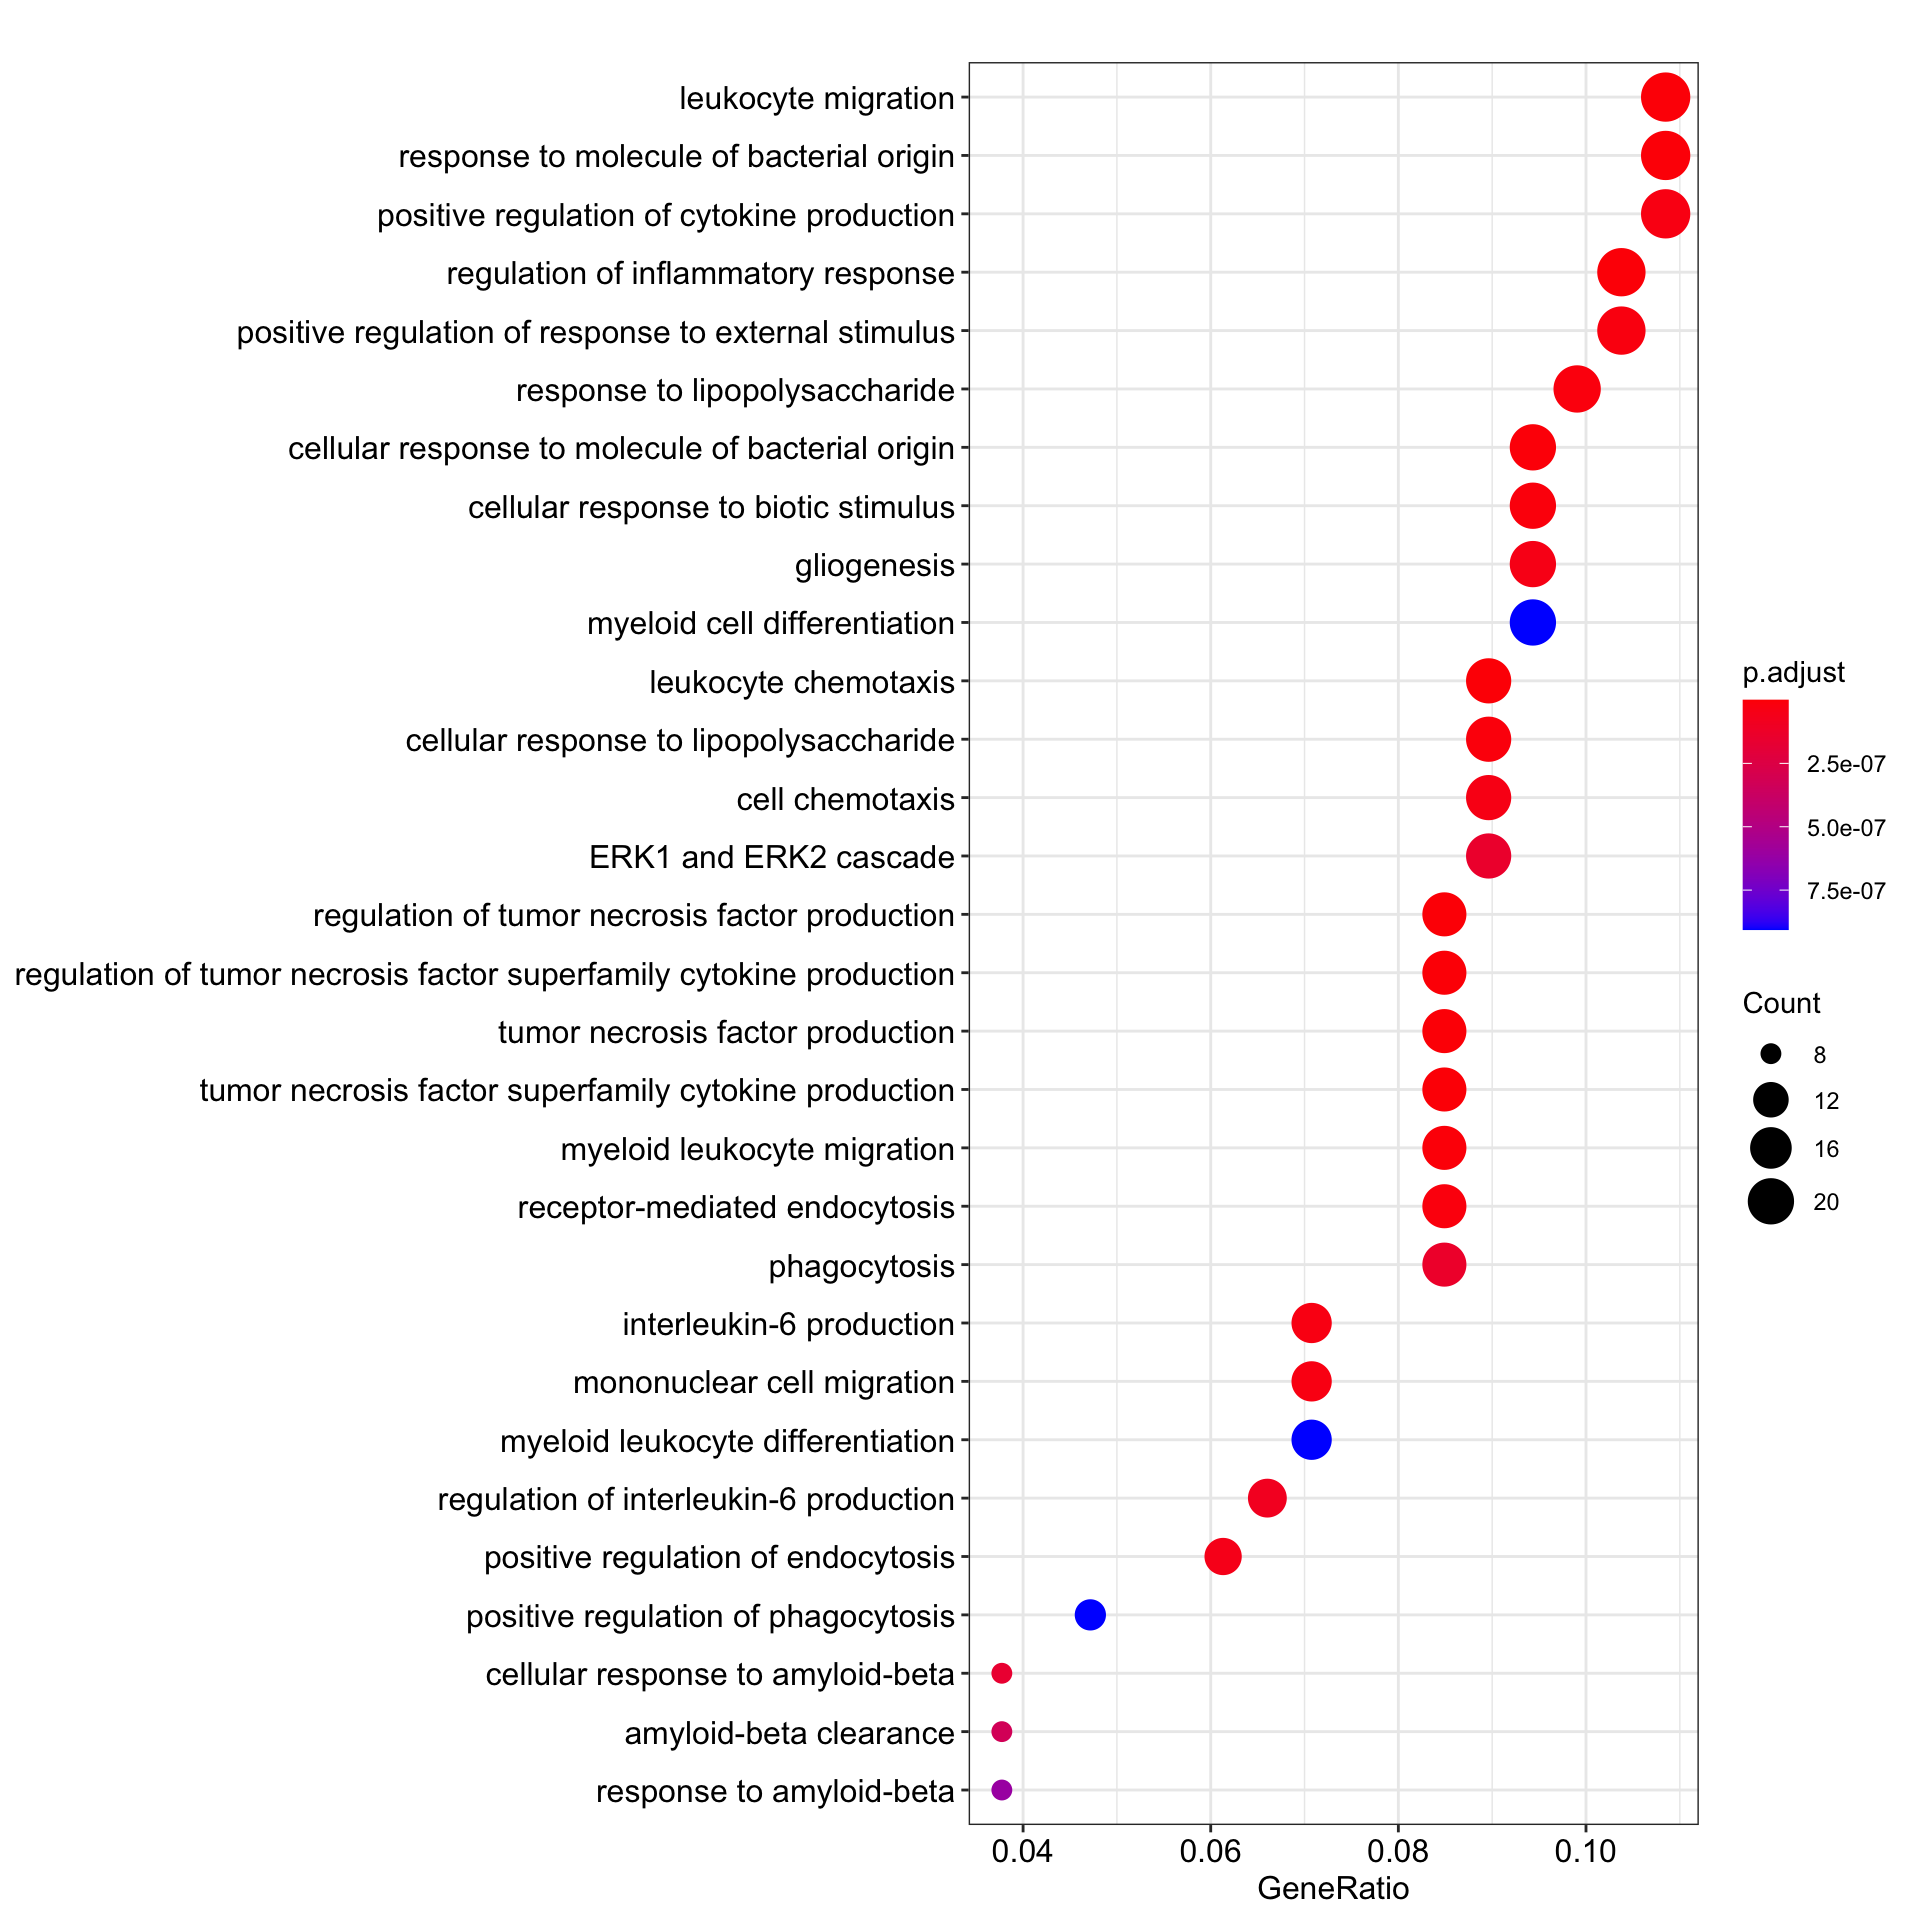 leukocyte migration
response to molecule of bacterial origin
positive regulation of cytokine production
regulation of inflammatory response
positive regulation of response to external stimulus
response to lipopolysaccharide
cellular response to molecule of bacterial origin
cellular response to biotic stimulus
gliogenesis
myeloid cell differentiation
leukocyte chemotaxis
cellular response to lipopolysaccharide
cell chemotaxis
ERK1 and ERK2 cascade
regulation of tumor necrosis factor production
regulation of tumor necrosis factor superfamily cytokine production
tumor necrosis factor production
tumor necrosis factor superfamily cytokine production
myeloid leukocyte migration
receptor-mediated endocytosis
phagocytosis
interleukin-6 production
mononuclear cell migration
myeloid leukocyte differentiation
regulation of interleukin-6 production
positive regulation of endocytosis
positive regulation of phagocytosis
cellular response to amyloid-beta
amyloid-beta clearance
response to amyloid-beta
0.04 0.06 0.08 0.10
GeneRatio
p.adjust
2.5e-07
5.0e-07
7.5e-07
Count
8
12
16
20